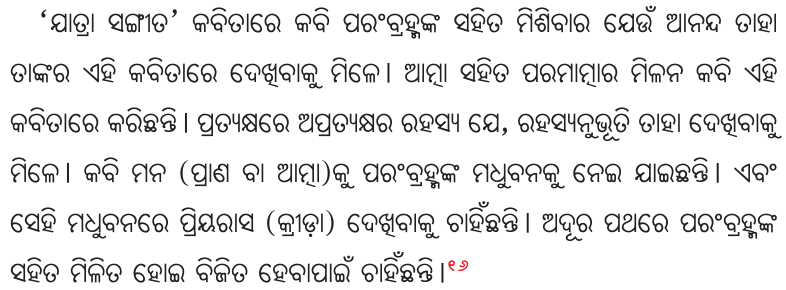 ‘ଯାତ୍ରା ସଙ୍ଗୀତ’ କବିତାରେ କବି ପରଂବ୍ରହ୍ମଙ୍କ ସହିତ ମିଶିବାର ଯେଉଁ ଆନନ୍ଦ ତାହା
ତାଙ୍କର ଏହି କବିତାରେ ଦେଖିବାକୁ ମିଳେ। ଆତ୍ମା ସହିତ ପରମାତ୍ମାର ମିଳନ କବି ଏହି
କବିତାରେ କରିଛନ୍ତି। ପ୍ରତ୍ୟକ୍ଷରେ ଅପ୍ରତ୍ୟକ୍ଷର ରହସ୍ୟ ଯେ, ରହସ୍ୟନୁଭୂତି ତାହା ଦେଖିବାକୁ
ମିଳେ। କବି ମନ (ପ୍ରାଣ ବା ଆତ୍ମା)କୁ ପରଂବ୍ରହ୍ମଙ୍କ ମଧୁବନକୁ ନେଇ ଯାଇଛନ୍ତି। ଏବଂ
ସେହି ମଧୁବନରେ ପ୍ରିୟରାସ (କ୍ରୀଡ଼ା) ଦେଖିବାକୁ ଚାହିଁଛନ୍ତି। ଅଦୂର ପଥରେ ପରଂବ୍ରହ୍ମଙ୍କ
ସହିତ ମିଳିତ ହୋଇ ବିଜିତ ହେବାପାଇଁ ଚାହିଁଛନ୍ତି।୧୬